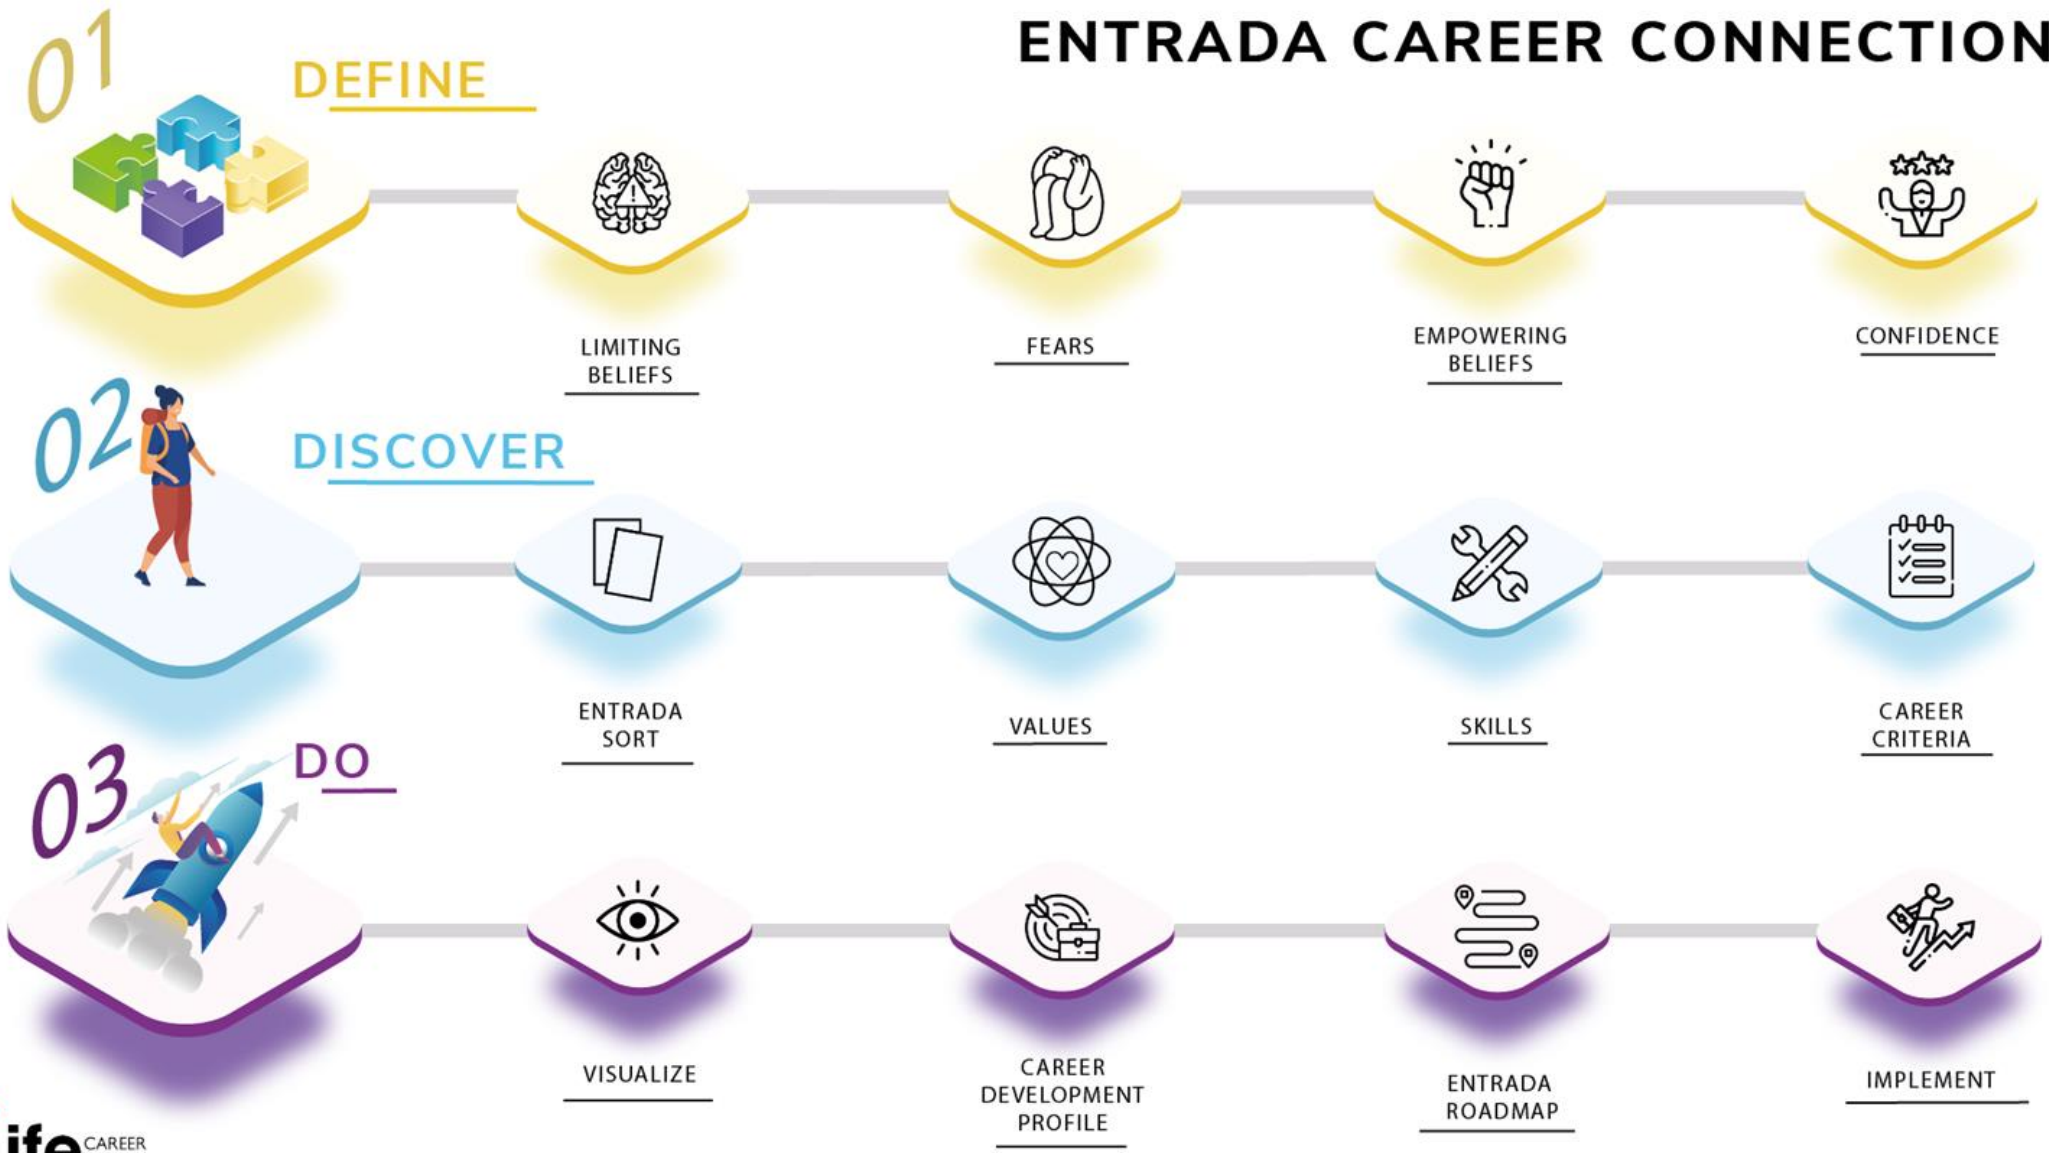 ENTRADA CAREER CONNECTION
01
DEFINE
LIMITING
BELIEFS
FEARS
EMPOWERING
BELIEFS
CONFIDENCE
02
DISCOVER
ENTRADA
SORT
VALUES
SKILLS
CAREER
CRITERIA
03
DO
VISUALIZE
CAREER
DEVELOPMENT
PROFILE
ENTRADA
ROADMAP
IMPLEMENT
CAREER